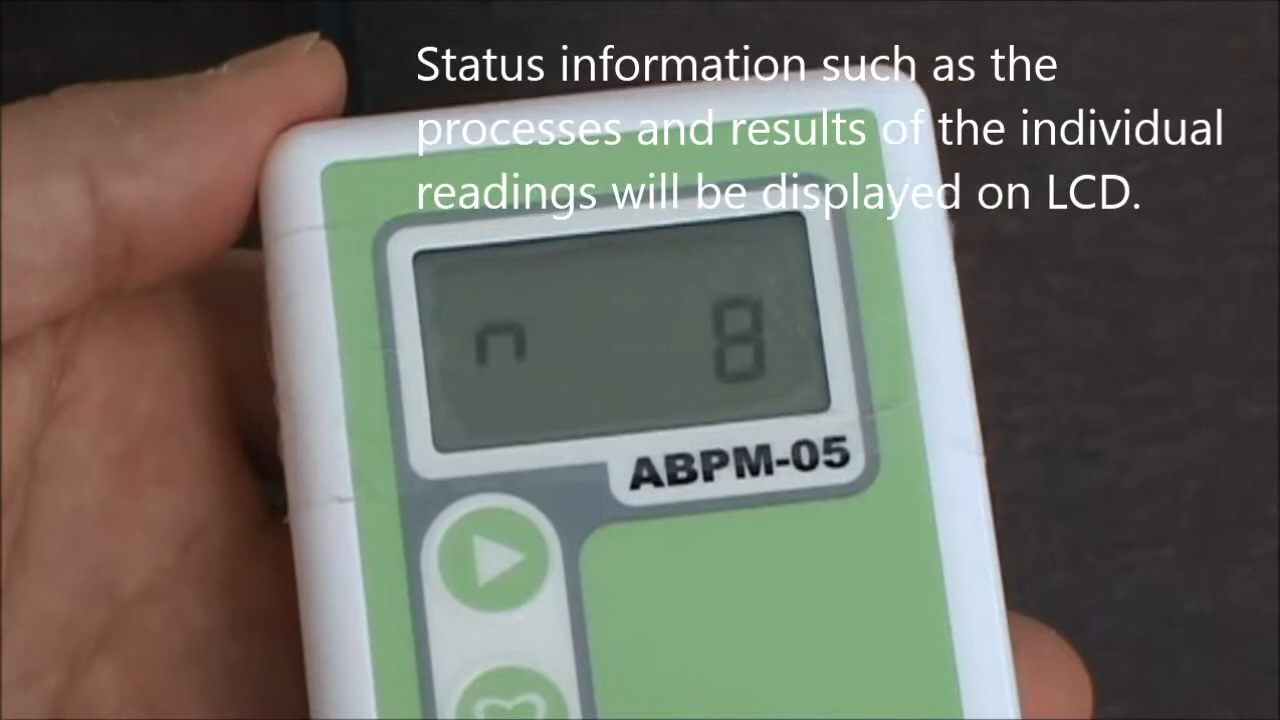 Status information such as the
processes and results of the individual
readings will be displayed on LCD.
n 8
ABPM-05